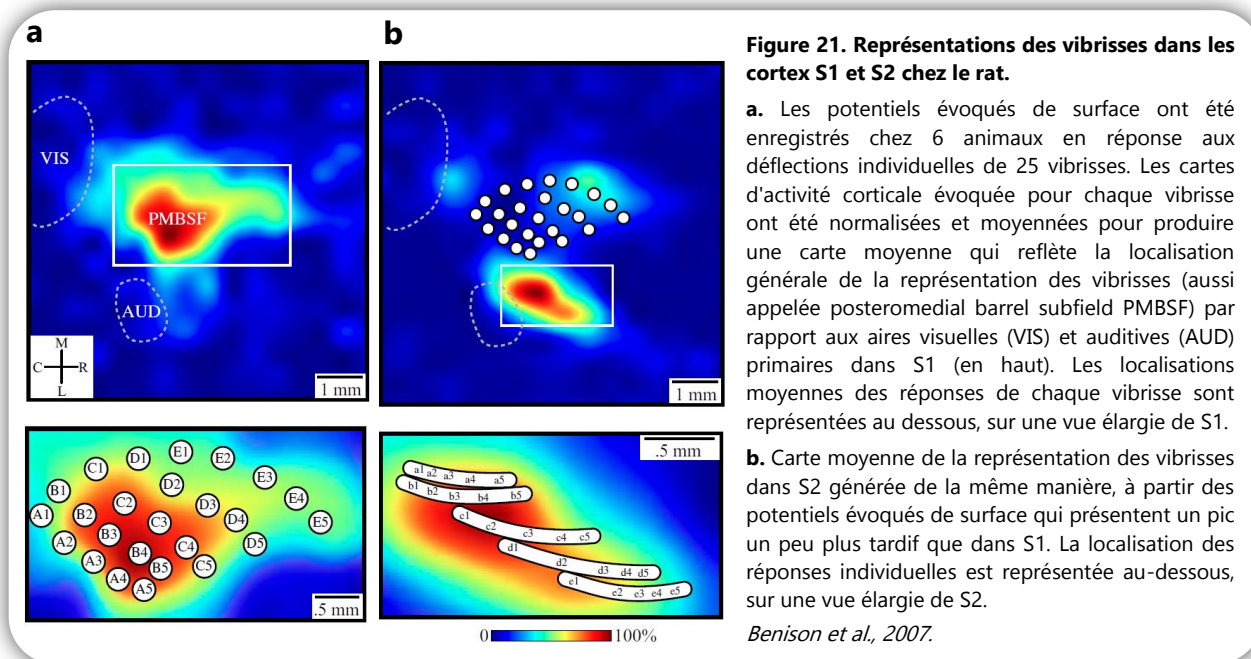 a
b
VIS
PMBSF
AUD
M
C
R
L
1 mm
1 mm
A1
A2
A3
A4
A5
B1
B2
B3
B4
B5
C1
C2
C3
C4
C5
D1
D2
D3
D4
D5
E1
E2
E3
E4
E5
.5 mm
.5 mm
a1 a2 a3 a4 a5
b1 b2 b3 b4 b5
c1 c2 c3 c4 c5
d1 d2 d3 d4 d5
e1 e2 e3 e4 e5
0 100%
Figure 21. Représentations des vibrisses dans les
cortex S1 et S2 chez le rat.
a. Les potentiels évoqués de surface ont été
enregistrés chez 6 animaux en réponse aux
déflections individuelles de 25 vibrisses. Les cartes
d'activité corticale évoquée pour chaque vibrisse
ont été normalisées et moyennées pour produire
une carte moyenne qui reflète la localisation
générale de la représentation des vibrisses (aussi
appelée posteromedial barrel subfield PMBSF) par
rapport aux aires visuelles (VIS) et auditives (AUD)
primaires dans S1 (en haut). Les localisations
moyennes des réponses de chaque vibrisse sont
représentées au dessous, sur une vue élargie de S1.
b. Carte moyenne de la représentation des vibrisses
dans S2 générée de la même manière, à partir des
potentiels évoqués de surface qui présentent un pic
un peu plus tardif que dans S1. La localisation des
réponses individuelles est représentée au-dessous,
sur une vue élargie de S2.
Benison et al., 2007.